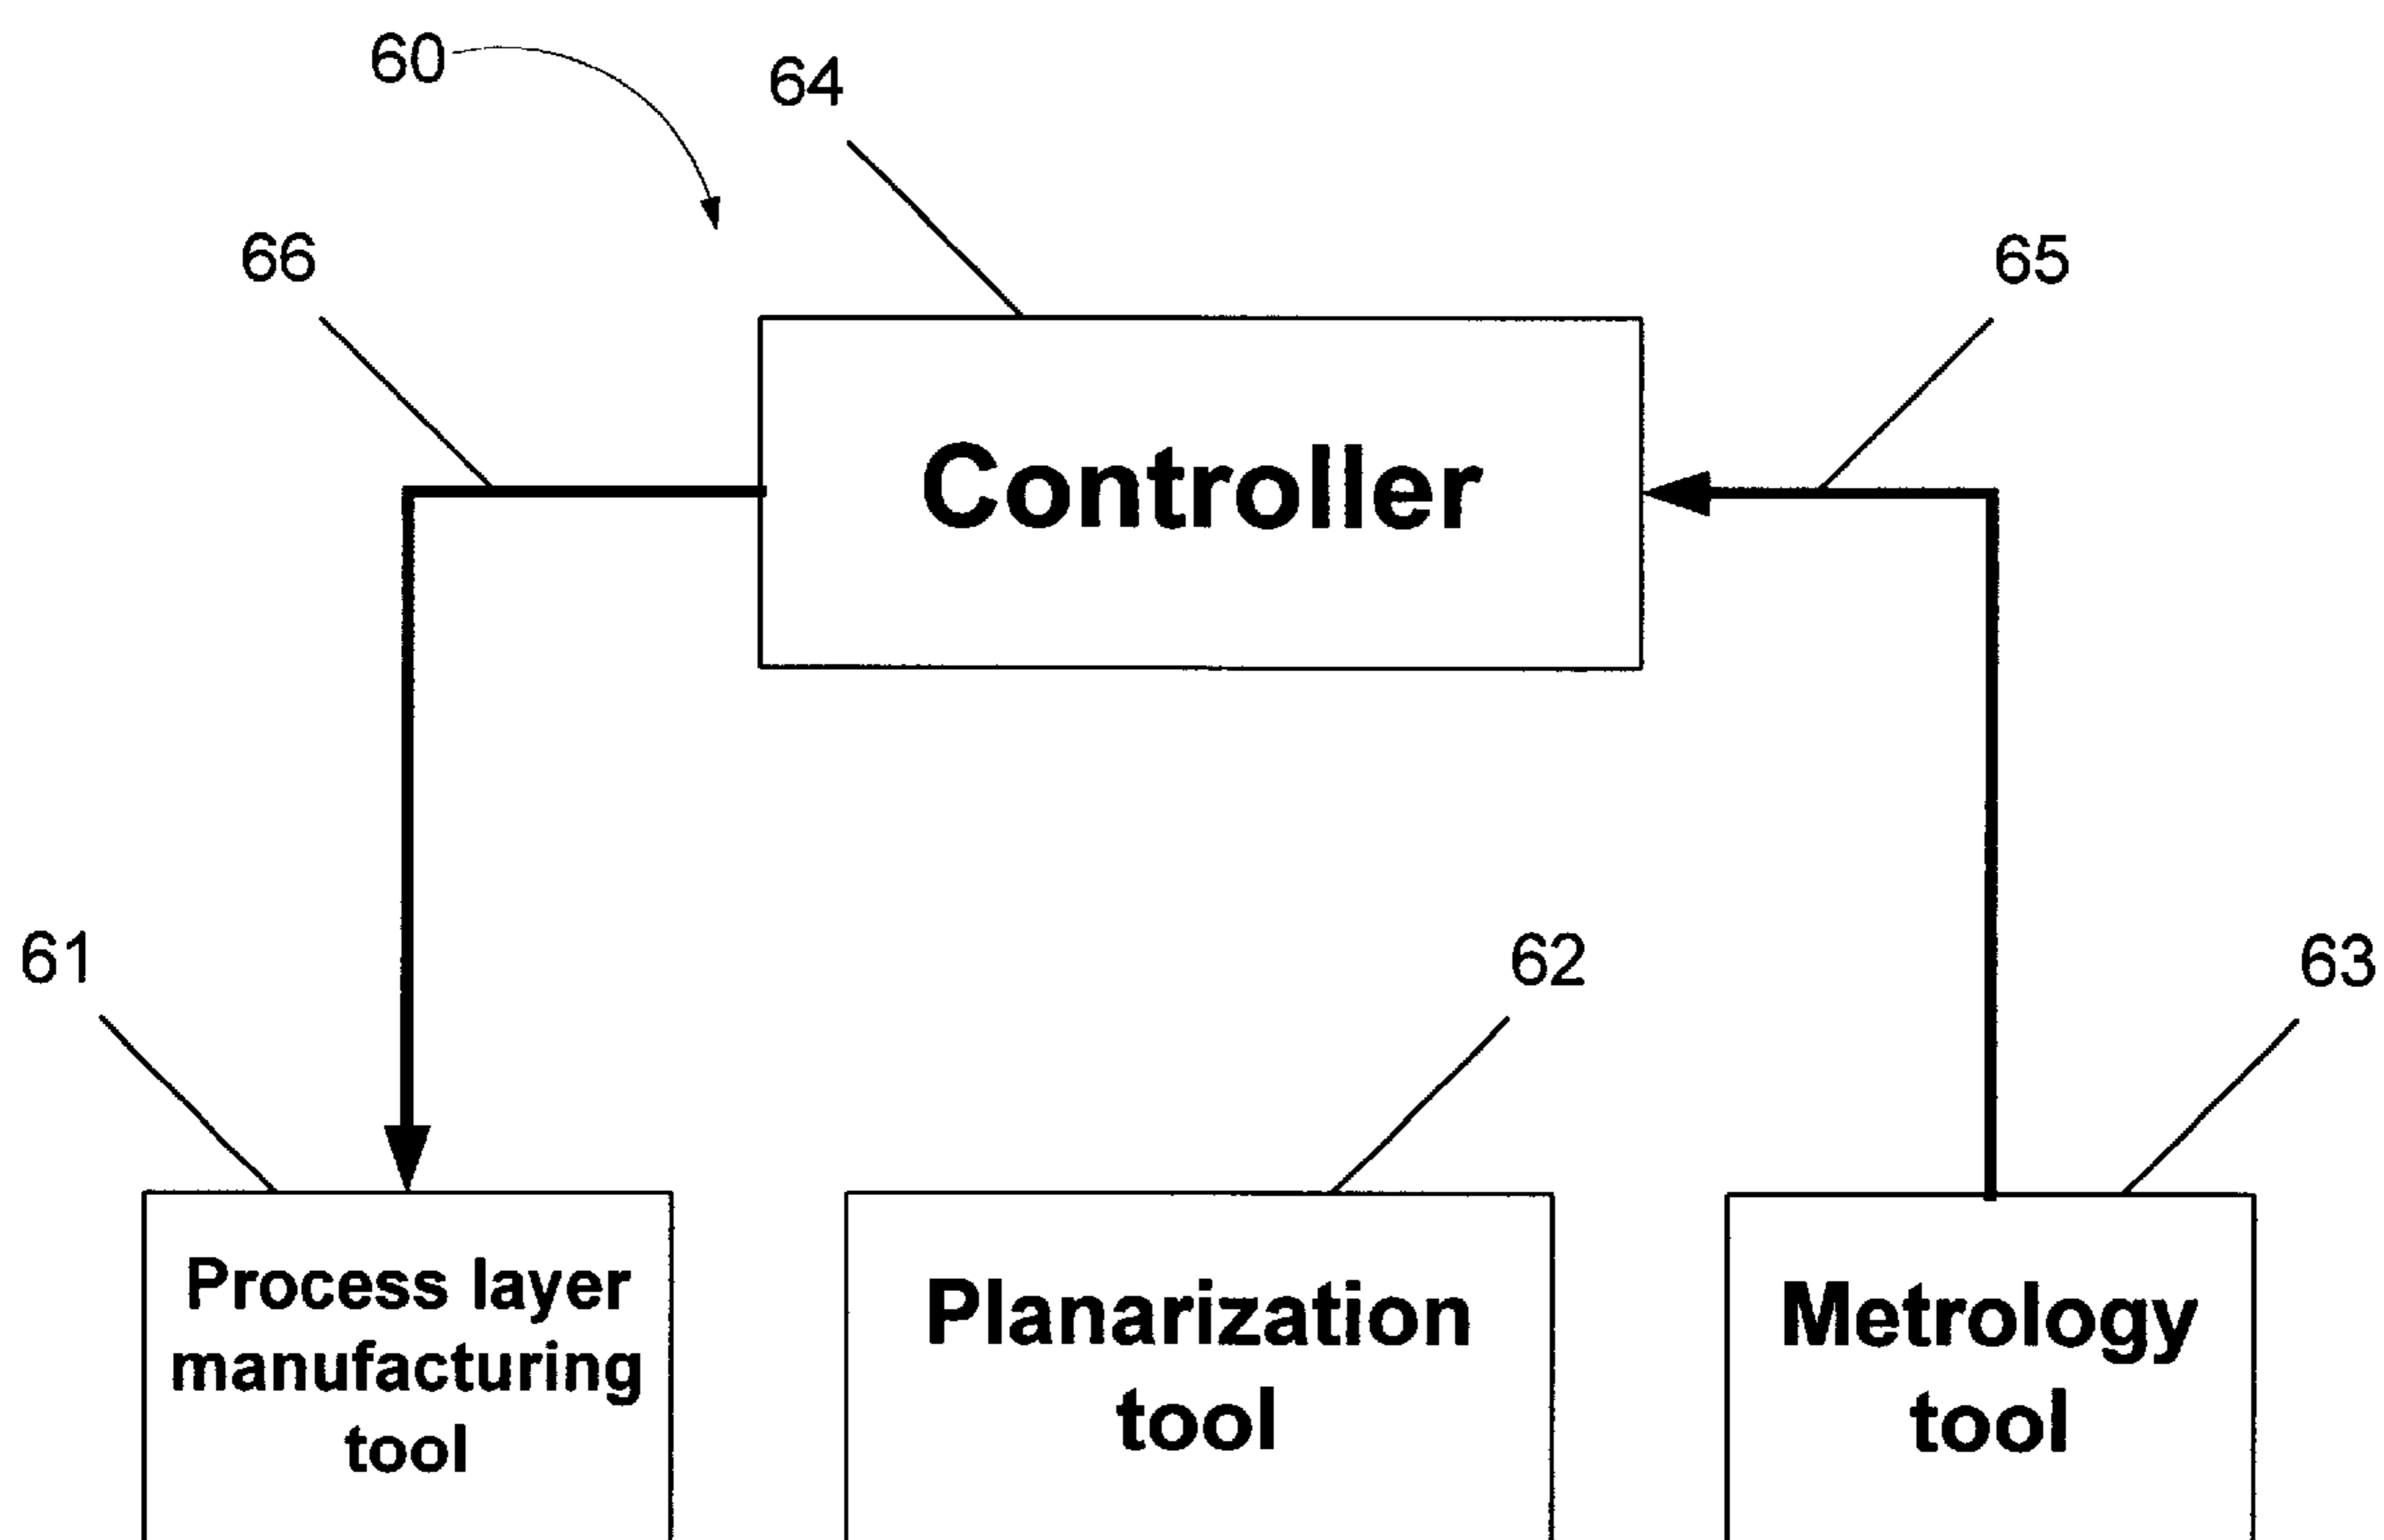 60
64
66
65
Controller
61
62
63
Process layer
manufacturing
tool
Planarization
tool
Metrology
tool